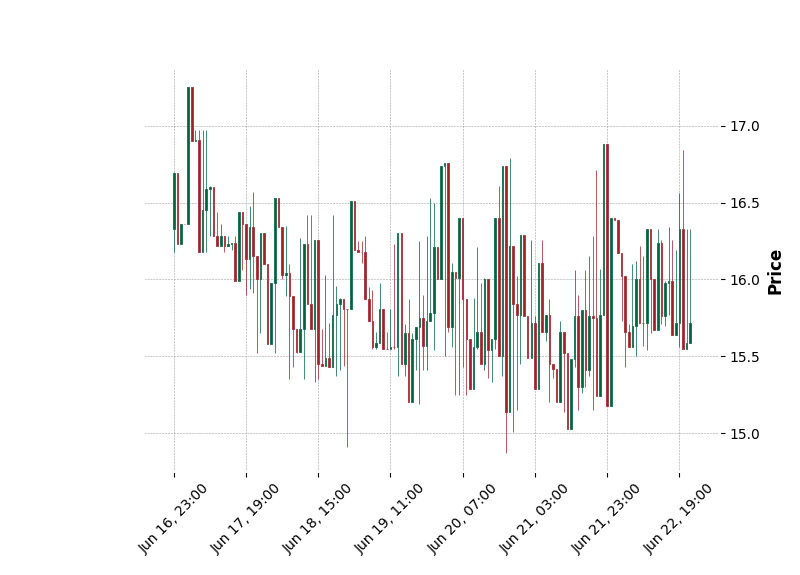 17.0
16.5
16.0
15.5
15.0
Price
Jun 16, 23:00
Jun 17, 19:00
Jun 18, 15:00
Jun 19, 11:00
Jun 20, 07:00
Jun 21, 03:00
Jun 21, 23:00
Jun 22, 19:00